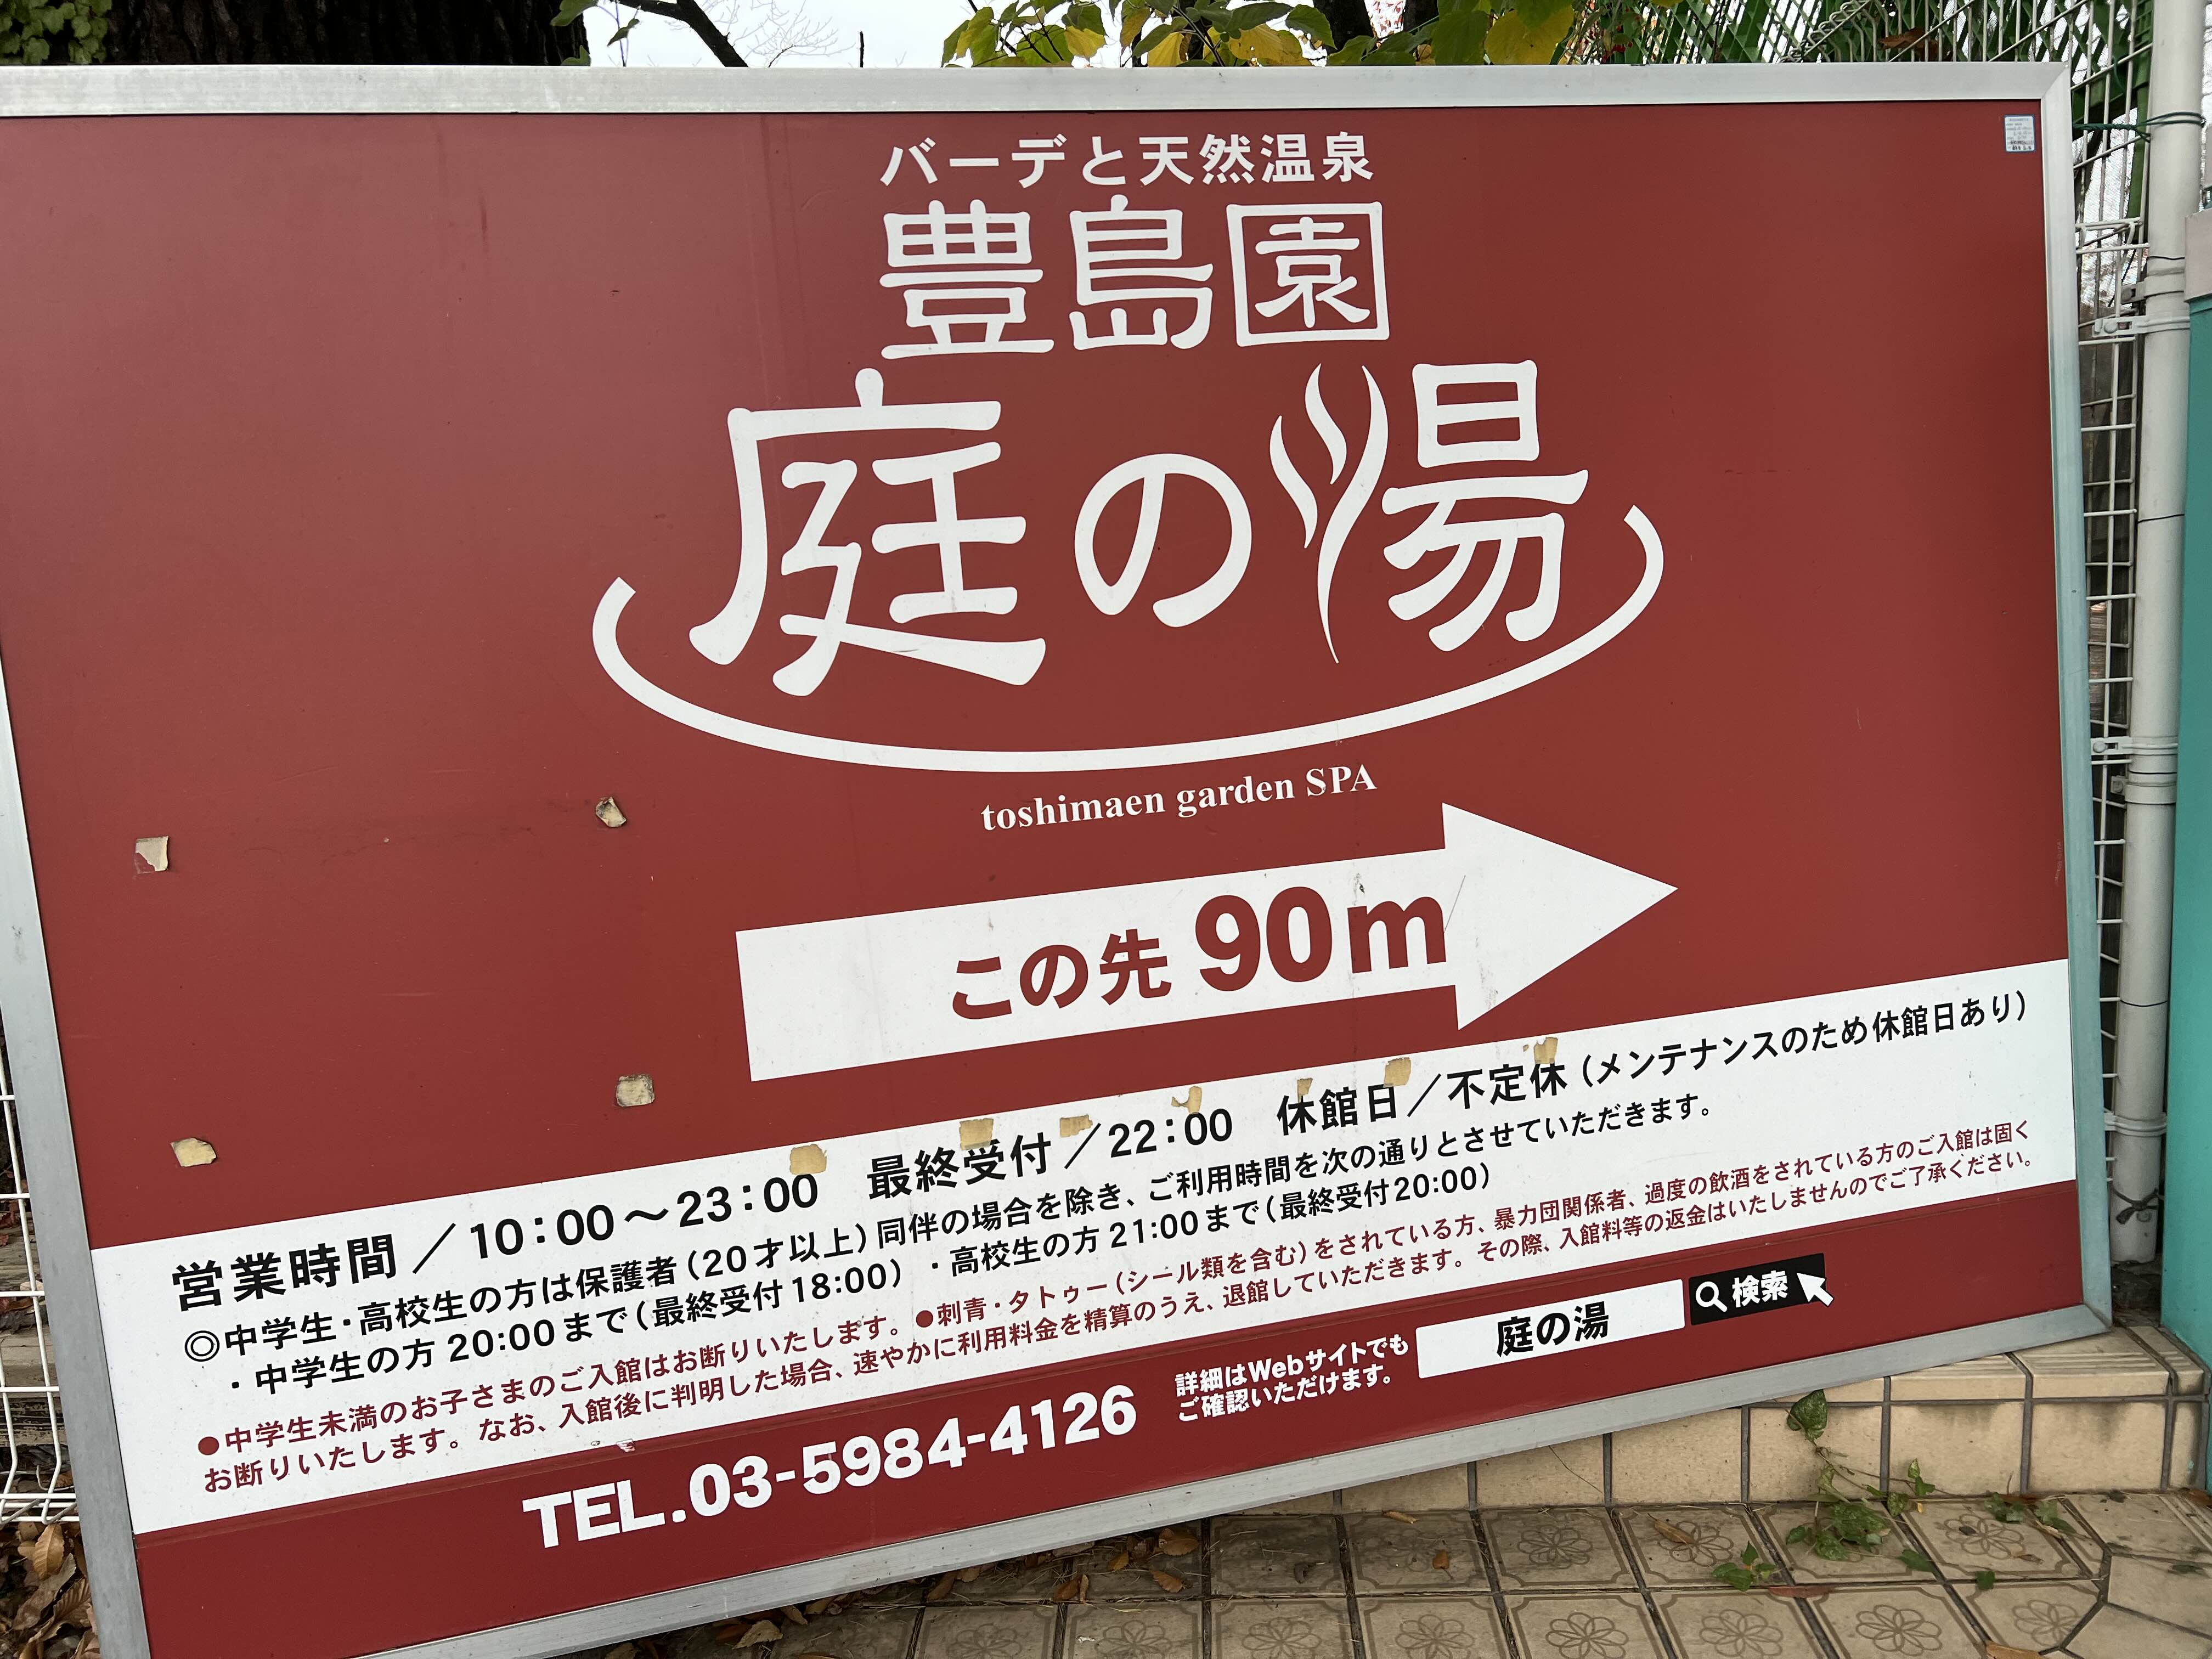 バーデと天然温泉
豊島園
庭の湯
toshimaen garden SPA
この先 90m
営業時間／10：00～23：00　最終受付／22：00　休館日／不定休（メンテナンスのため休館日あり）
◎中学生・高校生の方は保護者（20才以上）同伴の場合を除き、ご利用時間を次の通りとさせていただきます。
・中学生の方 20:00まで（最終受付18:00）・高校生の方 21:00まで（最終受付20:00）
●中学生未満のお子さまのご入館はお断りいたします。●刺青・タトゥー（シール類を含む）をされている方、暴力団関係者、過度の飲酒をされている方のご入館は固く
お断りいたします。なお、入館後に判明した場合、速やかに利用料金を精算のうえ、退館していただきます。その際、入館料等の返金はいたしませんのでご了承ください。
TEL.03-5984-4126
詳細はWebサイトでも
ご確認いただけます。
庭の湯
検索